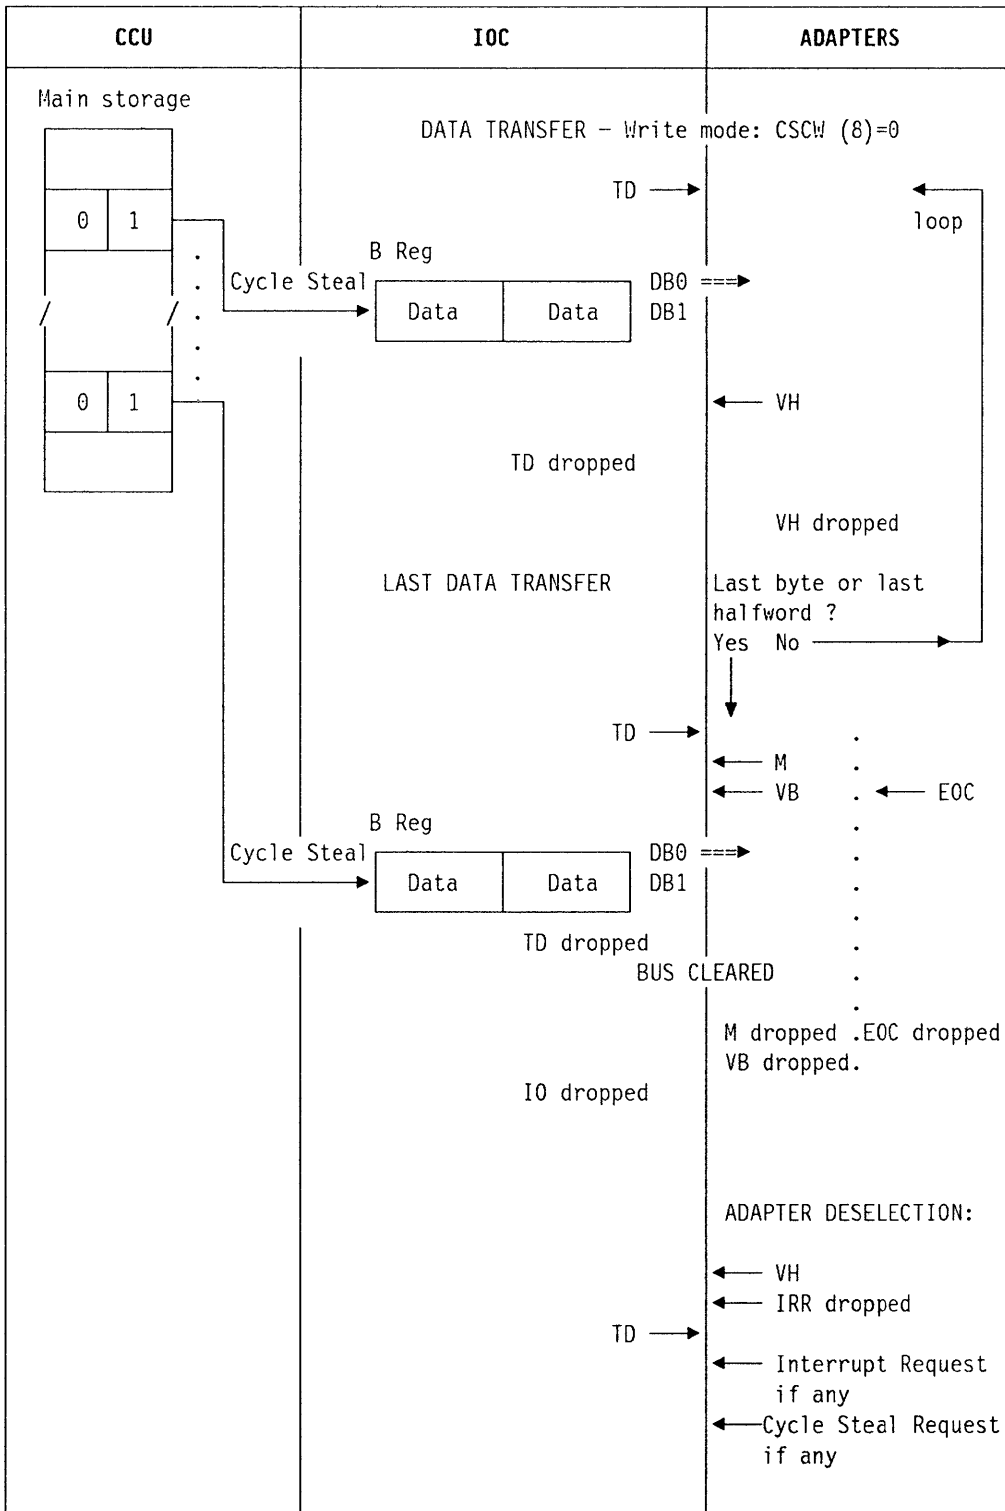 CCU IOC ADAPTERS
Main storage
DATA TRANSFER - Write mode: CSCW (8)=0
TD
0 1
loop
B Reg
Cycle Steal
DB0 ===>
Data Data
DB1
0 1
VH
TD dropped
VH dropped
LAST DATA TRANSFER
Last byte or last
halfword ?
Yes No
TD
M
VB
EOC
B Reg
Cycle Steal
DB0 ===>
Data Data
DB1
TD dropped
BUS CLEARED
M dropped .EOC dropped
VB dropped.
IO dropped
ADAPTER DESELECTION:
VH
IRR dropped
TD
Interrupt Request
if any
Cycle Steal Request
if any